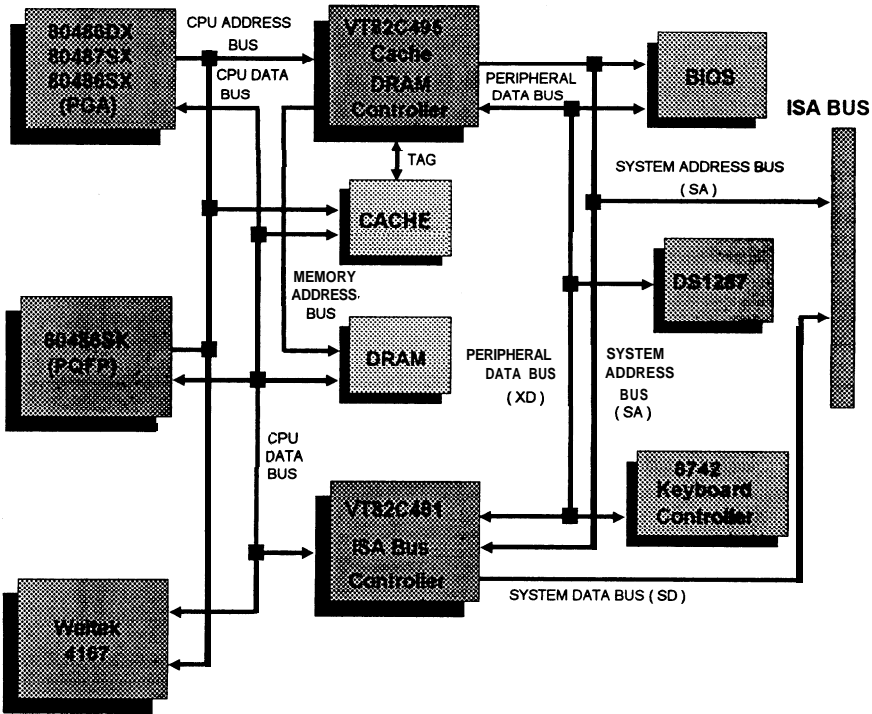 80486DX
80487SX
80486SX
(PGA)
CPU ADDRESS
BUS
CPU DATA
BUS
VT82C495
Cache
DRAM
Controller
PERIPHERAL
DATA BUS
BIOS
ISA BUS
TAG
SYSTEM ADDRESS BUS
( SA )
CACHE
MEMORY
ADDRESS
BUS
DS1287
80486SX
(PQFP)
DRAM
PERIPHERAL
DATA BUS
( XD )
SYSTEM
ADDRESS
BUS
( SA )
CPU
DATA
BUS
VT82C481
ISA Bus
Controller
8742
Keyboard
Controller
SYSTEM DATA BUS ( SD )
Weitek
4167